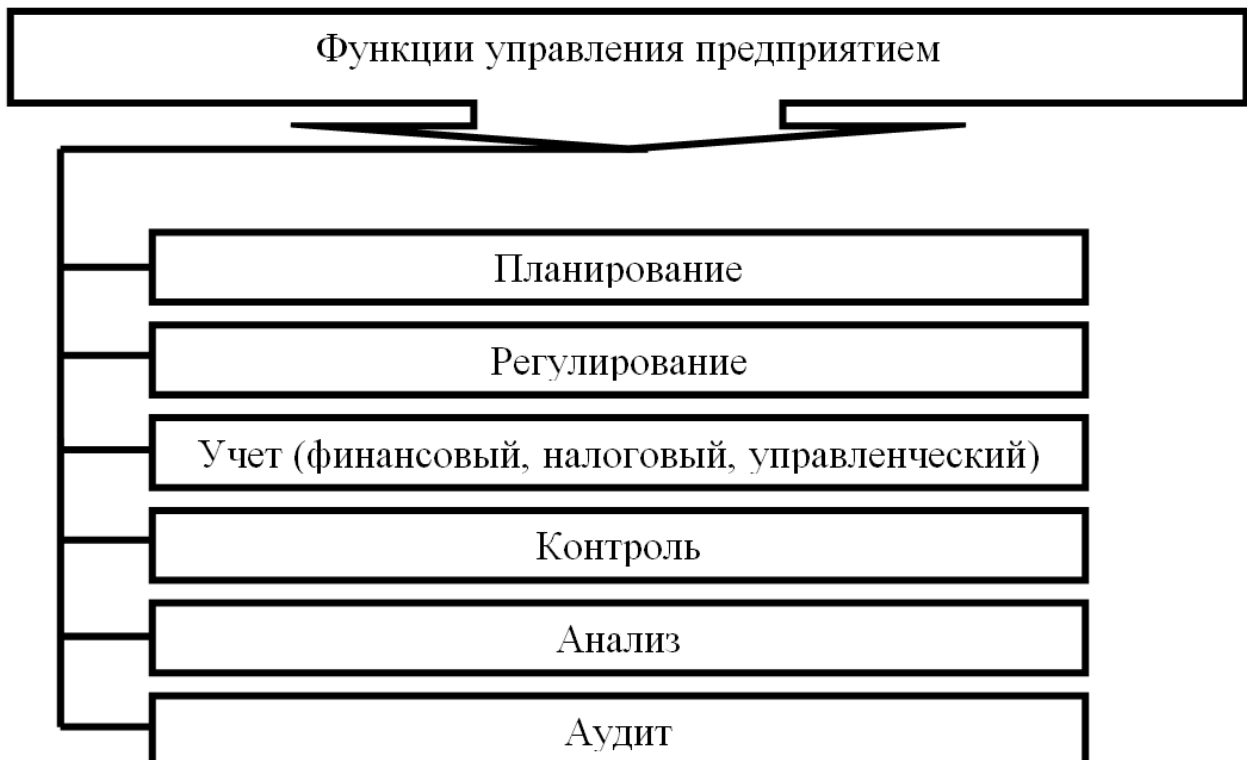 Функции управления предприятием
Планирование
Регулирование
Учет (финансовый, налоговый, управленческий)
Контроль
Анализ
Аудит